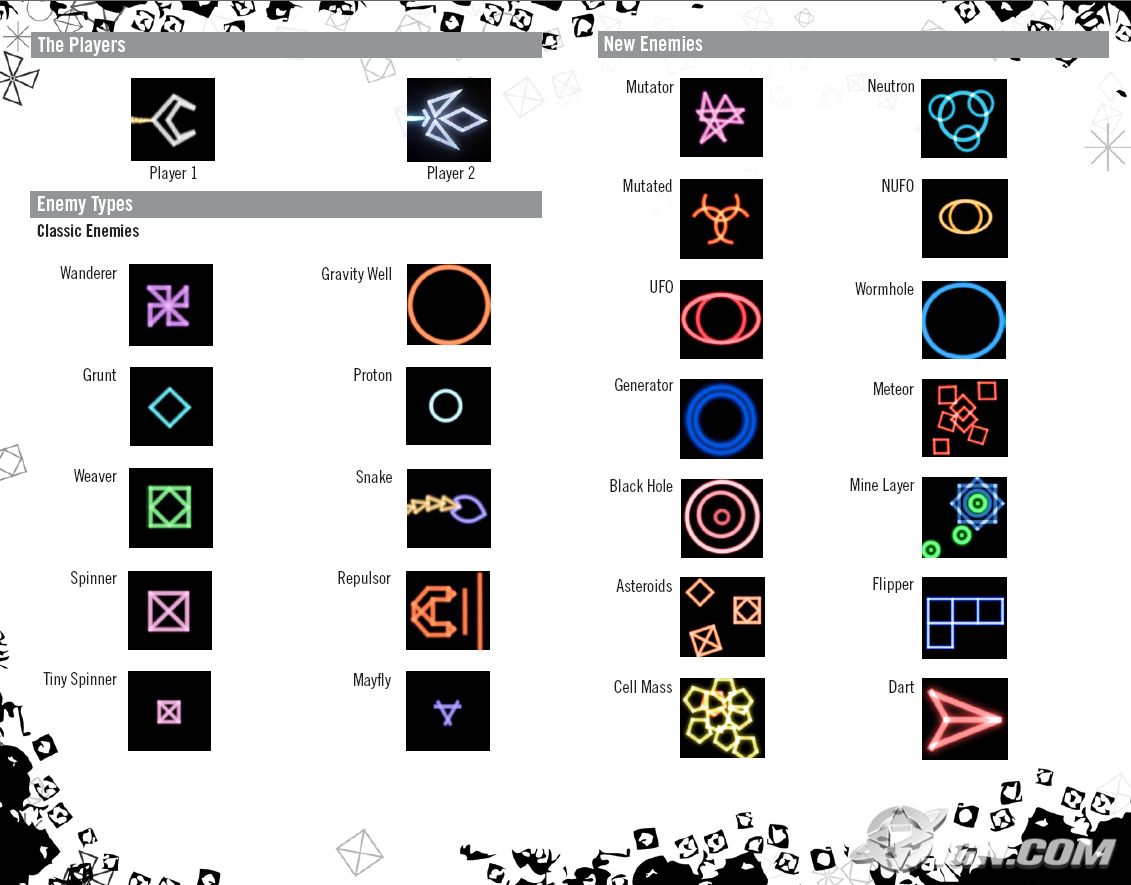 The Players
Player 1
Player 2
Enemy Types
Classic Enemies
Wanderer
Gravity Well
Grunt
Proton
Weaver
Snake
Spinner
Repulsor
Tiny Spinner
Mayfly
New Enemies
Mutator
Neutron
Mutated
NUFO
UFO
Wormhole
Generator
Meteor
Black Hole
Mine Layer
Asteroids
Flipper
Cell Mass
Dart
IGN.COM